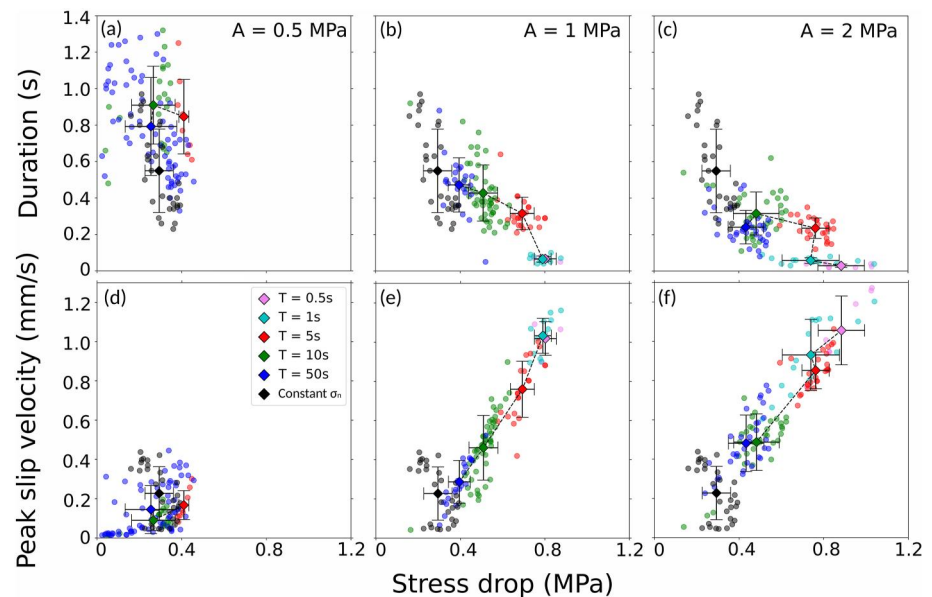 (a) A = 0.5 MPa
(b) A = 1 MPa
(c) A = 2 MPa
Duration (s)
1.4
1.2
1.0
0.8
0.6
0.4
0.2
0
(d)
(e)
(f)
T = 0.5s
T = 1s
T = 5s
T = 10s
T = 50s
Constant σn
Peak slip velocity (mm/s)
1.2
1.0
0.8
0.6
0.4
0.2
0
0 0.4 0.8 1.2
0.4 0.8 1.2
0.4 0.8 1.2
Stress drop (MPa)